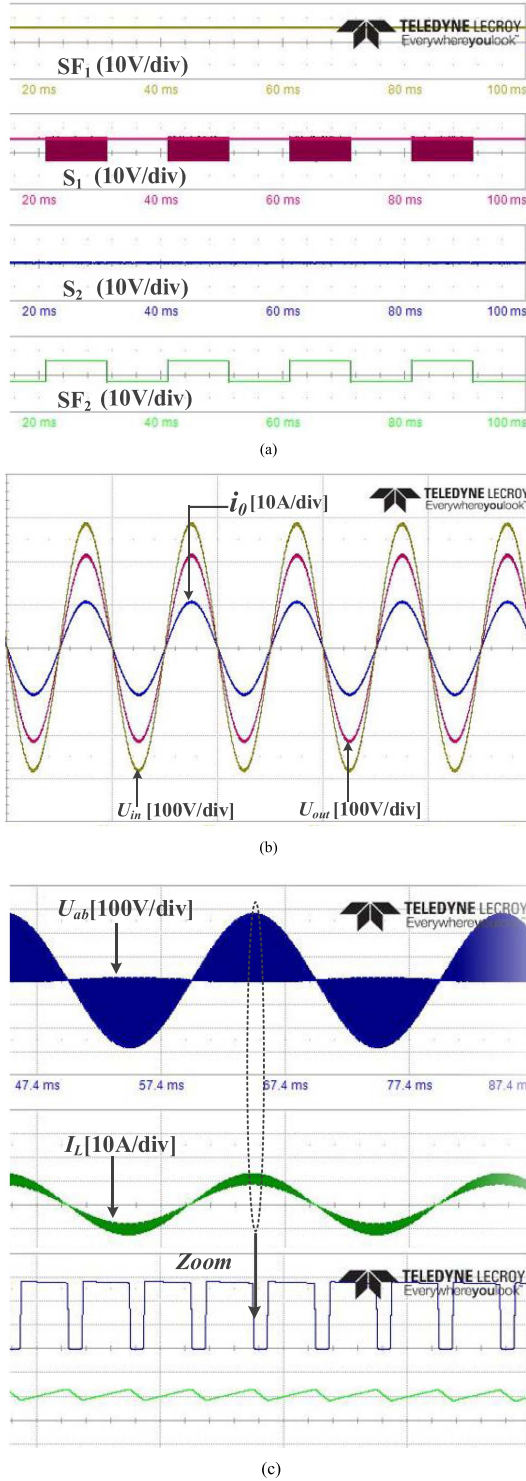 TELEDYNE LECROY
Everywhereyoulook™
SF1 (10V/div)
20 ms 40 ms 60 ms 80 ms 100 ms
S1 (10V/div)
20 ms 40 ms 60 ms 80 ms 100 ms
S2 (10V/div)
20 ms 40 ms 60 ms 80 ms 100 ms
SF2 (10V/div)
20 ms 40 ms 60 ms 80 ms 100 ms
(a)
TELEDYNE LECROY
Everywhereyoulook™
i0 [10A/div]
Uin [100V/div]
Uout [100V/div]
(b)
TELEDYNE LECROY
Everywhereyoulook™
Uab[100V/div]
47.4 ms 57.4 ms 67.4 ms 77.4 ms 87.4 ms
IL[10A/div]
Zoom
TELEDYNE LECROY
Everywhereyoulook™
(c)